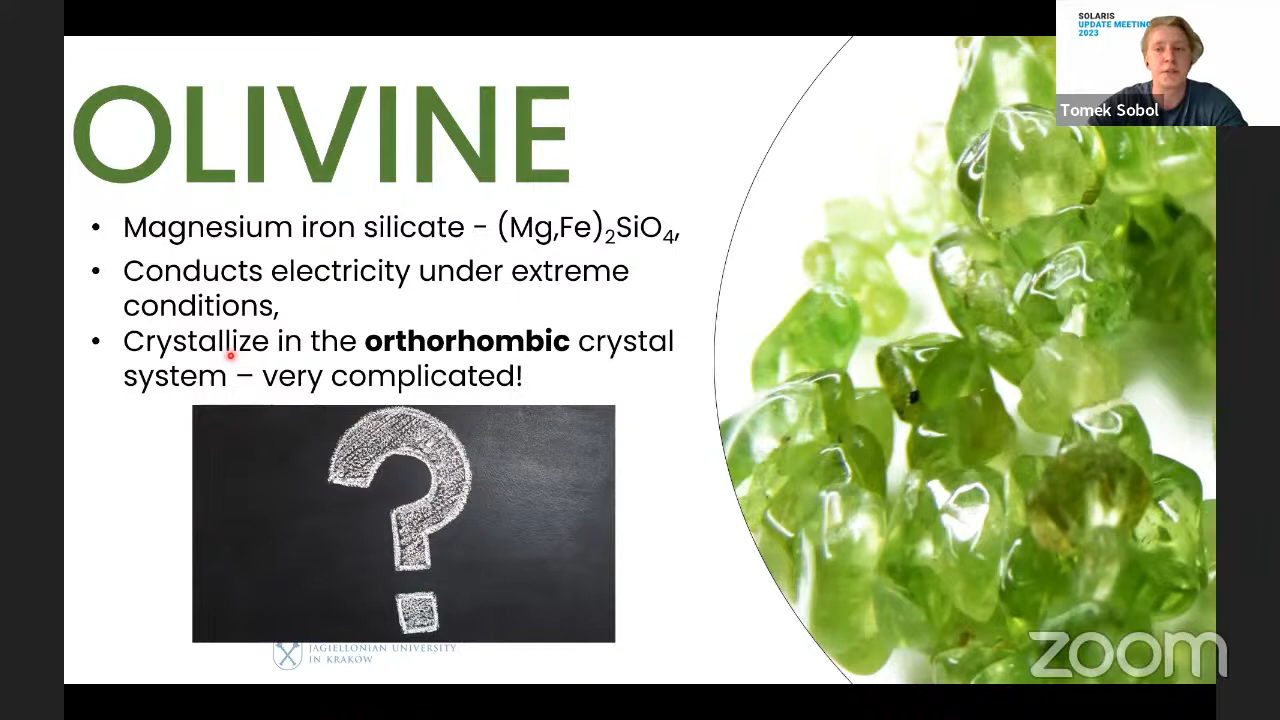 SOLARIS
UPDATE MEETING
2023
Tomek Sobol
OLIVINE
• Magnesium iron silicate - (Mg,Fe)₂SiO₄,
• Conducts electricity under extreme
conditions,
• Crystallize in the orthorhombic crystal
system – very complicated!
?
JAGIELLONIAN UNIVERSITY
IN KRAKÓW
zoom